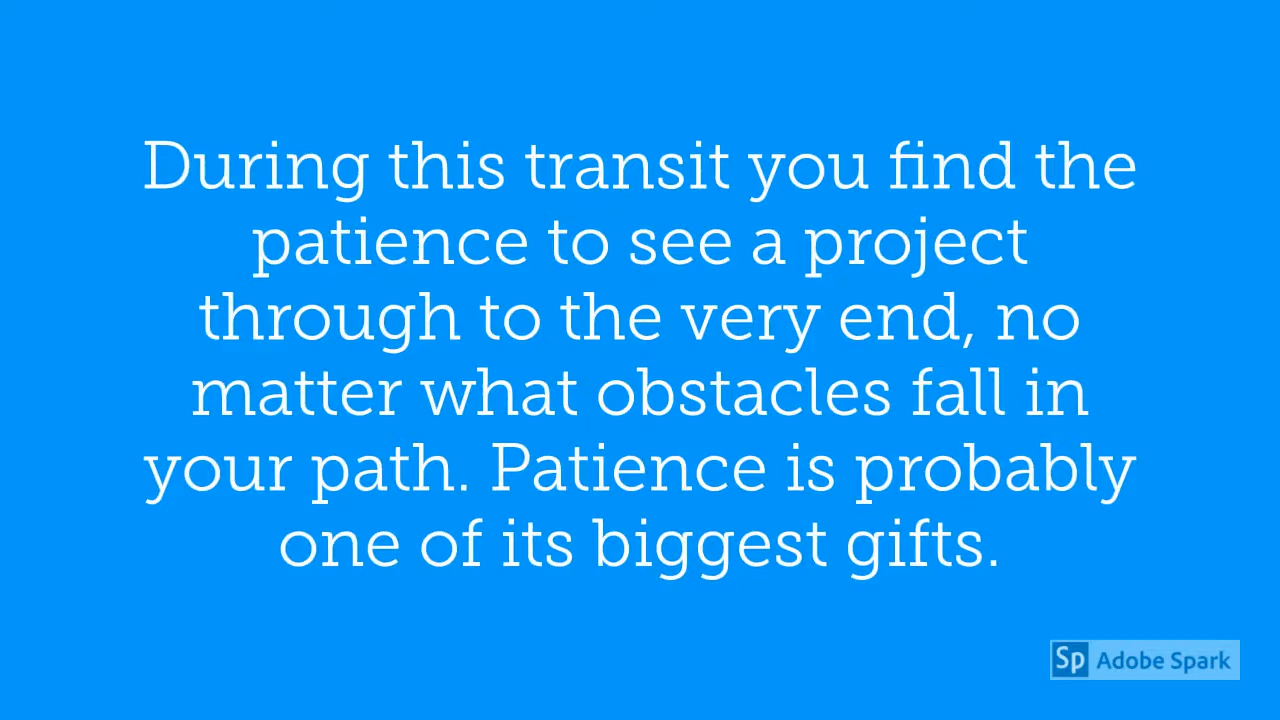 During this transit you find the
patience to see a project
through to the very end, no
matter what obstacles fall in
your path. Patience is probably
one of its biggest gifts.
Sp Adobe Spark